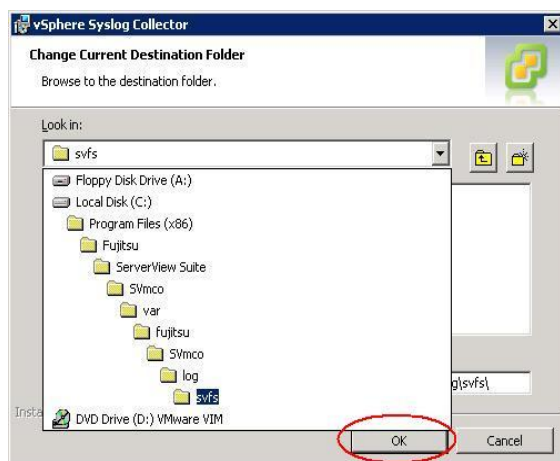 vSphere Syslog Collector
Change Current Destination Folder
Browse to the destination folder.
Look in:
svfs
Floppy Disk Drive (A:)
Local Disk (C:)
Program Files (x86)
Fujitsu
ServerView Suite
SVmco
var
fujitsu
SVmco
log
svfs
g\svfs\
Insta
DVD Drive (D:) VMware VIM
OK
Cancel